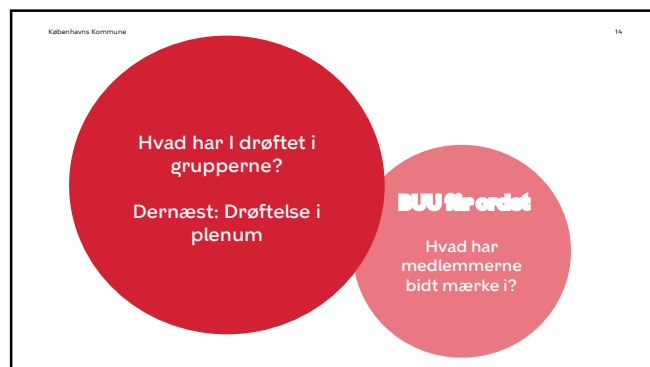 Københavns Kommune
14
Hvad har I drøftet i
grupperne?
Dernæst: Drøftelse i
plenum
BUU får ordet
Hvad har
medlemmerne
bidt mærke i?